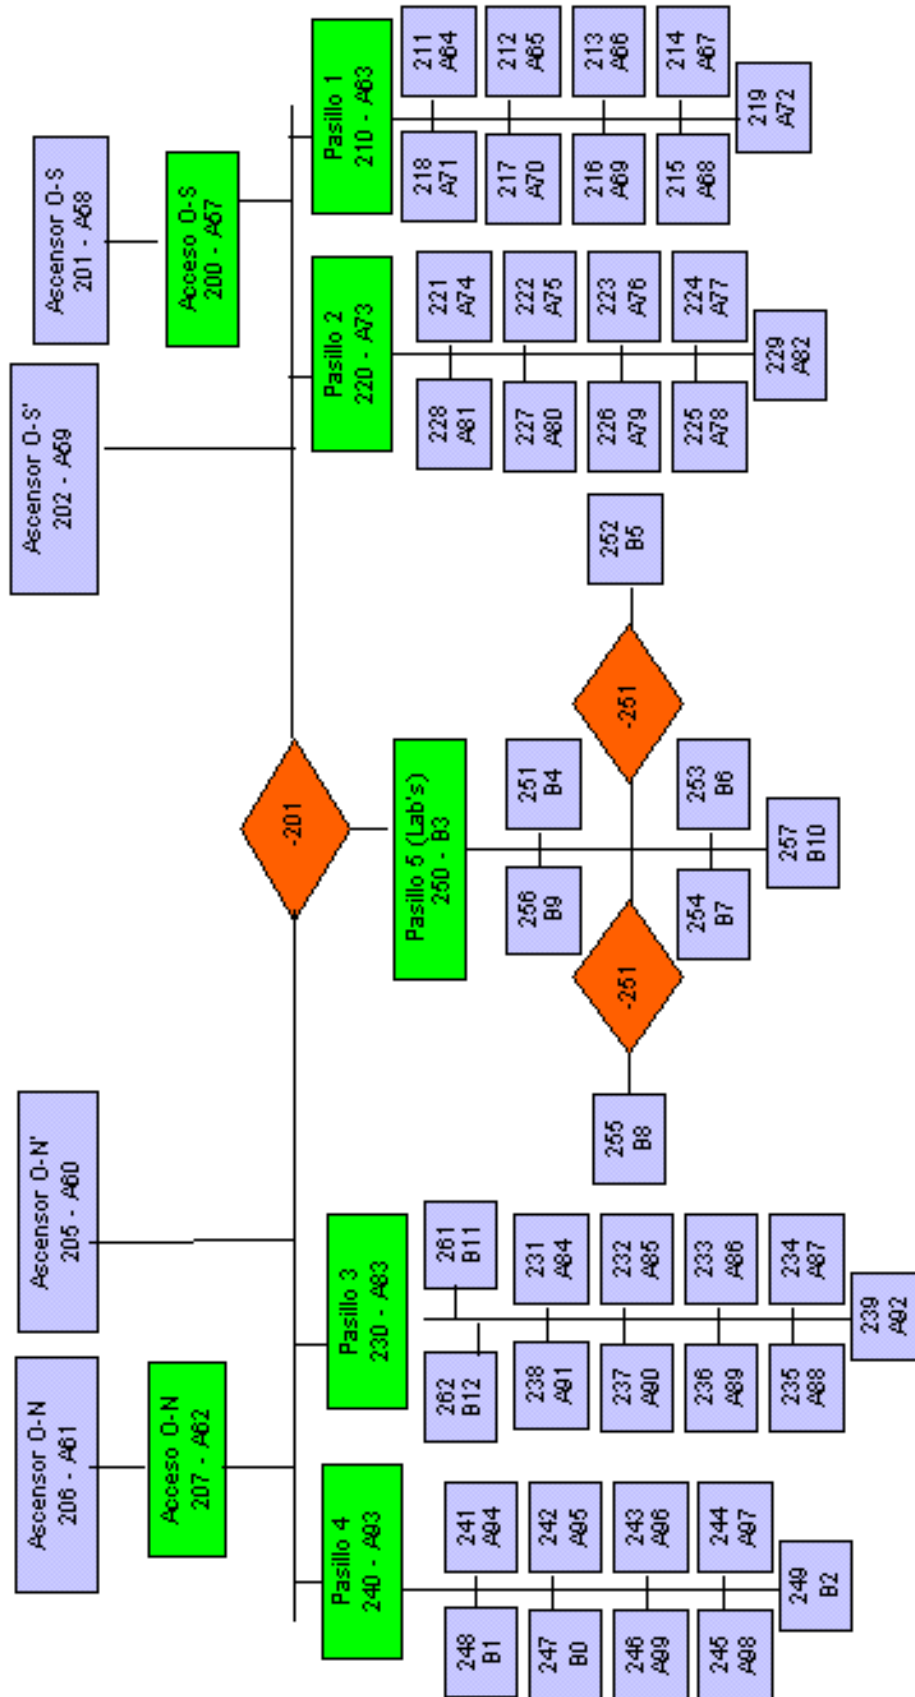 Ascensor O-N
206 - A61
Ascensor O-N'
205 - A60
Ascensor O-S'
202 - A59
Ascensor O-S
201 - A58
Acceso O-N
207 - A62
Acceso O-S
200 - A57
-201
Pasillo 4
240 - A93
Pasillo 3
230 - A83
Pasillo 5 (Lab's)
250 - B3
Pasillo 2
220 - A73
Pasillo 1
210 - A63
248
B1
241
A94
247
B0
242
A95
246
A99
243
A96
245
A98
244
A97
249
B2
262
B12
261
B11
238
A91
231
A84
237
A90
232
A85
236
A89
233
A86
235
A88
234
A87
239
A92
256
B9
251
B4
255
B8
-251
-251
252
B5
254
B7
253
B6
257
B10
228
A81
221
A74
227
A80
222
A75
226
A79
223
A76
225
A78
224
A77
229
A82
218
A71
211
A64
217
A70
212
A65
216
A69
213
A66
215
A68
214
A67
219
A72